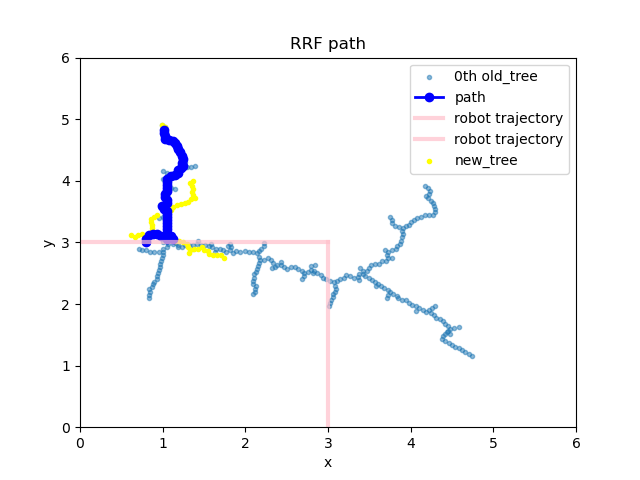 RRF path
0th old_tree
path
robot trajectory
robot trajectory
new_tree
6
5
4
3
2
1
0
y
0 1 2 3 4 5 6
x